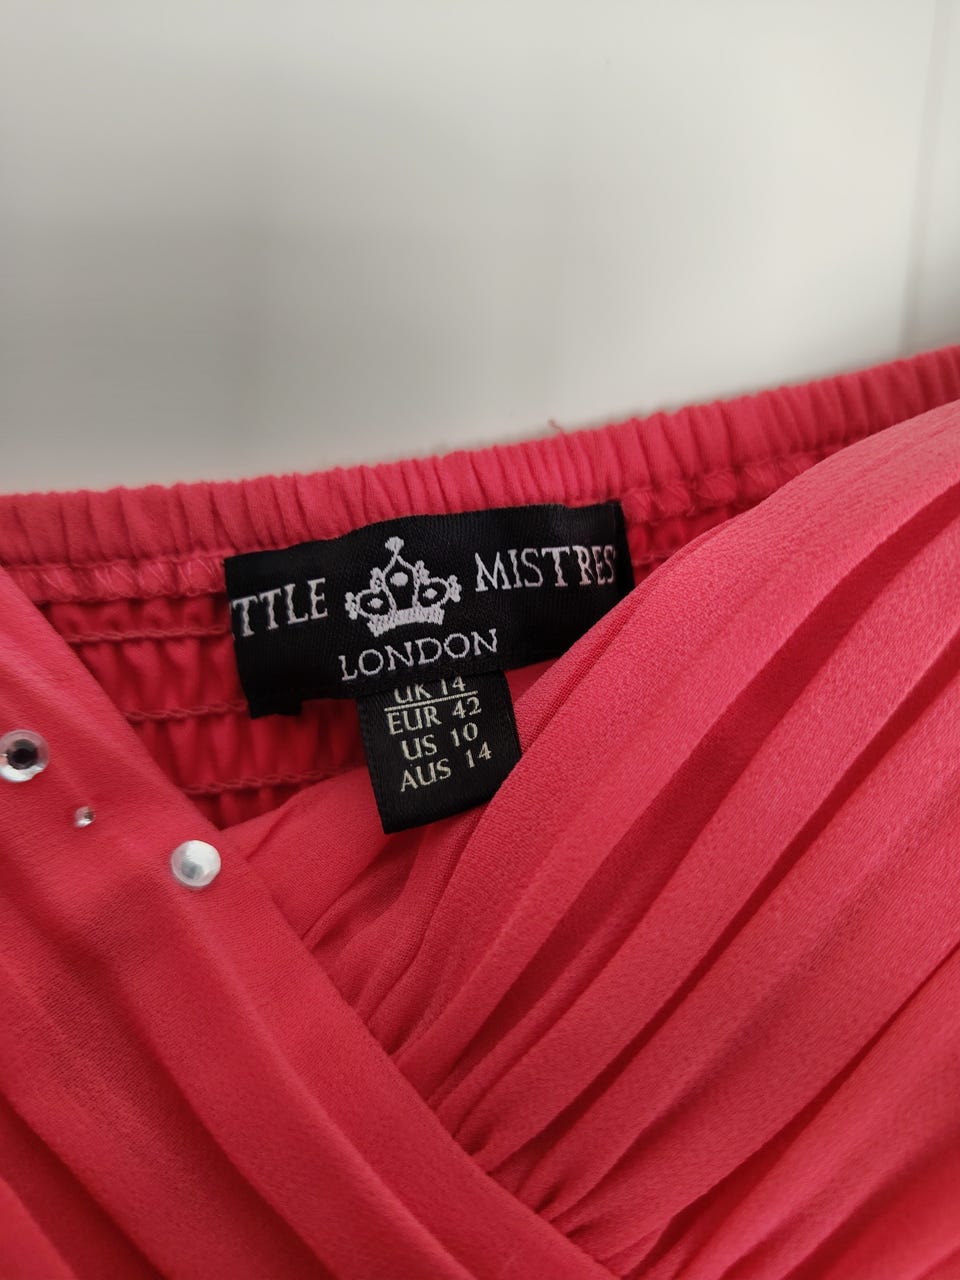 TTLE MISTRES
LONDON
UK 14
EUR 42
US 10
AUS 14